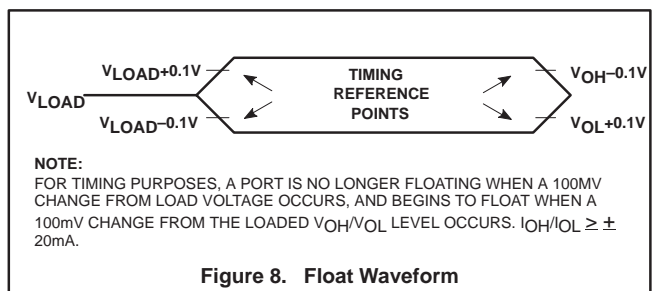 VLOAD
VLOAD+0.1V
VLOAD–0.1V
TIMING
REFERENCE
POINTS
VOH–0.1V
VOL+0.1V
NOTE:
FOR TIMING PURPOSES, A PORT IS NO LONGER FLOATING WHEN A 100MV
CHANGE FROM LOAD VOLTAGE OCCURS, AND BEGINS TO FLOAT WHEN A
100mV CHANGE FROM THE LOADED VOH/VOL LEVEL OCCURS. IOH/IOL ≥ ±
20mA.
Figure 8. Float Waveform